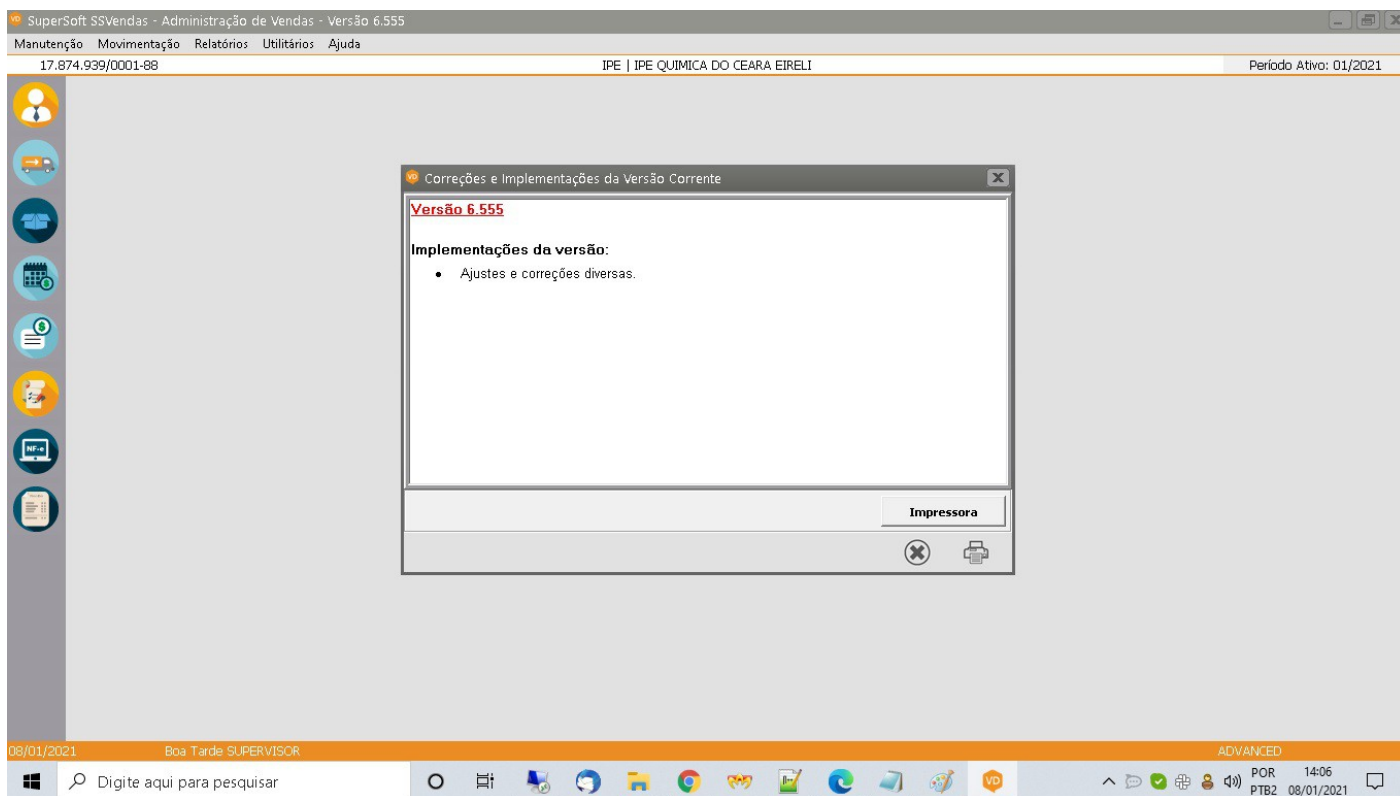 SuperSoft SSVendas - Administração de Vendas - Versão 6.555
Manutenção Movimentação Relatórios Utilitários Ajuda
17.874.939/0001-88 IPE | IPE QUIMICA DO CEARA EIRELI Período Ativo: 01/2021
Correções e Implementações da Versão Corrente
Versão 6.555
Implementações da versão:
• Ajustes e correções diversas.
NF-e
Impressora
08/01/2021 Boa Tarde SUPERVISOR ADVANCED
Digite aqui para pesquisar
VD
POR 14:06
PTB2 08/01/2021